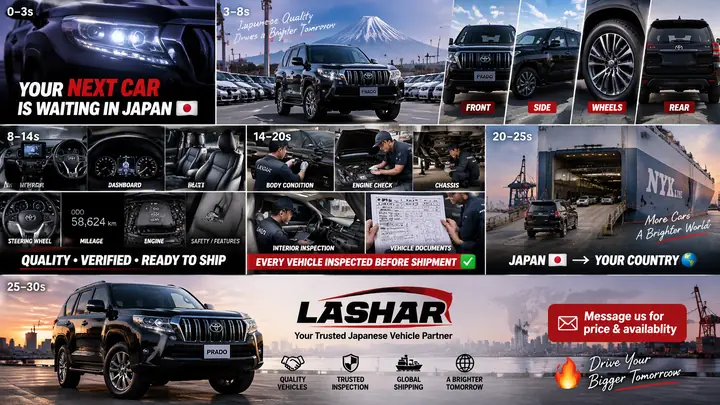 0–3s
YOUR NEXT CAR
IS WAITING IN JAPAN
3–8s
Japanese Quality
Drives a Brighter Tomorrow
PRADO
FRONT
SIDE
WHEELS
REAR
8–14s
DASHBOARD
STEERING WHEEL
000
58,624 km
MILEAGE
ENGINE
SAFETY / FEATURES
QUALITY • VERIFIED • READY TO SHIP
14–20s
BODY CONDITION
ENGINE CHECK
CHASSIS
INTERIOR INSPECTION
VEHICLE DOCUMENTS
EVERY VEHICLE INSPECTED BEFORE SHIPMENT ✅
20–25s
NYK LINE
More Cars
A Brighter World
JAPAN → YOUR COUNTRY
25–30s
PRADO
LASHAR
Your Trusted Japanese Vehicle Partner
QUALITY
VEHICLES
TRUSTED
INSPECTION
GLOBAL
SHIPPING
A BRIGHTER
TOMORROW
Message us for
price & availablity
Drive Your
Bigger Tomorrow